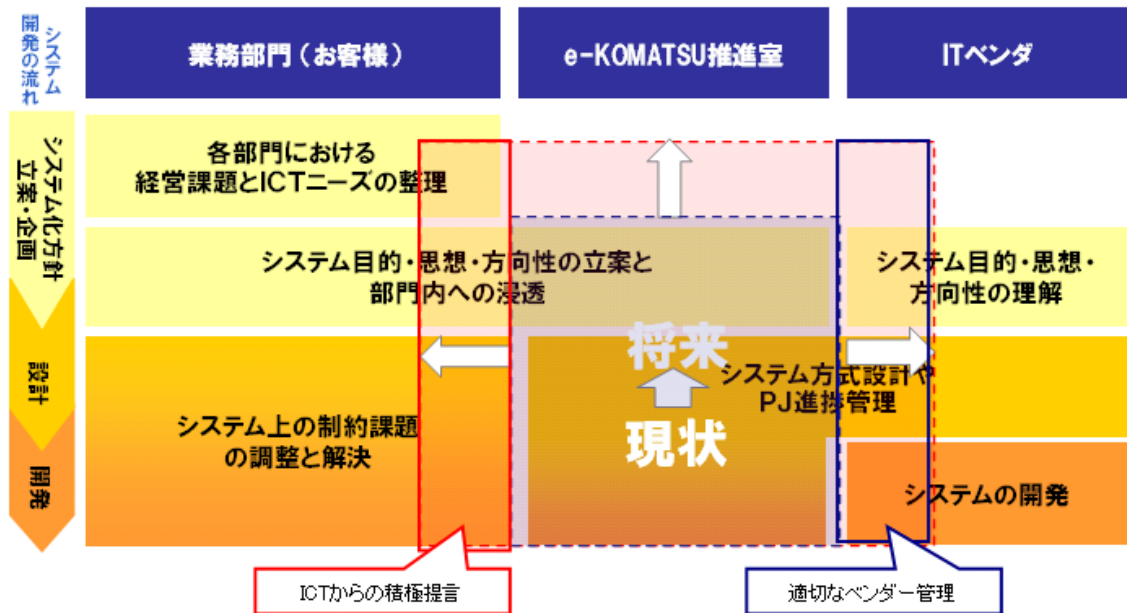 システム
開発の流れ
業務部門（お客様）
e-KOMATSU推進室
ITベンダ
システム化方針
立案・企画
設計
開発
各部門における
経営課題とICTニーズの整理
システム目的・思想・方向性の立案と
部門内への浸透
システム目的・思想・
方向性の理解
将来
システム方式設計や
PJ進捗管理
現状
システム上の制約課題
の調整と解決
システムの開発
ICTからの積極提言
適切なベンダー管理